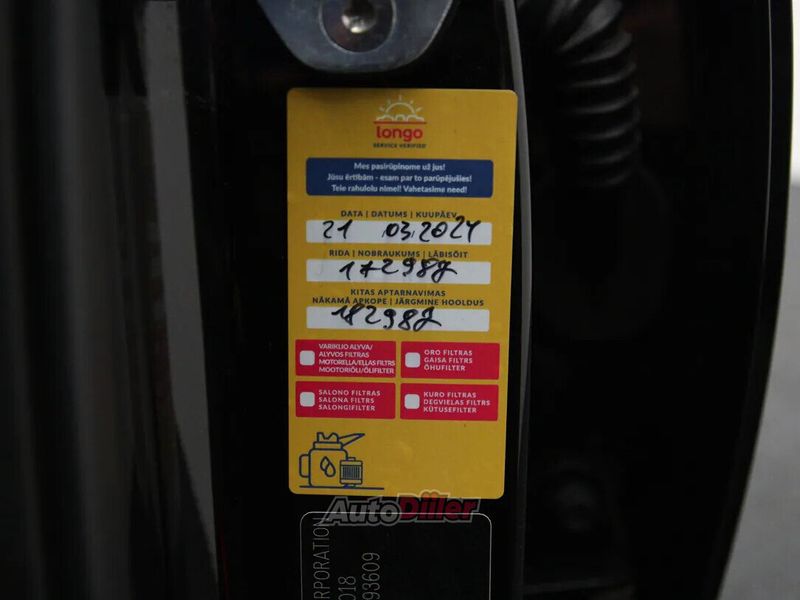 longo
SERVICE VERIFIED
Mes pasirūpinome už jus!
Jūsu ērtībām - esam par to parūpējušies!
Teie rahulolu nimel! Vahetasime need!
DATA | DATUMS | KUUPÄEV
21 .03.2024
RIDA | NOBRAUKUMS | LÄBISÕIT
172987
KITAS APTARNAVIMAS
NĀKAMĀ APKOPE | JÄRGMINE HOOLDUS
182987
VARIKLIO ALYVA/
ALYVOS FILTRAS
MOTORELLA/ELLAS FILTRS
MOOTORIÕLI/ÕLIFILTER
ORO FILTRAS
GAISA FILTRS
ÕHUFILTER
SALONO FILTRAS
SALONA FILTRS
SALONGIFILTER
KURO FILTRAS
DEGVIELAS FILTRS
KÜTUSEFILTER
AutoDiller
RPORATION
018
93609